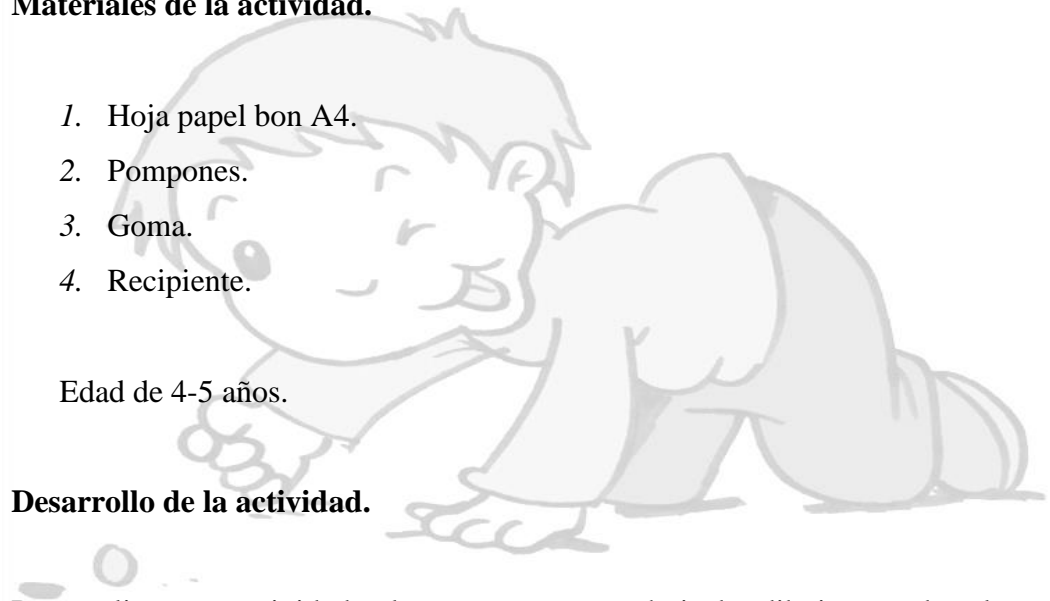 Materiales de la actividad.
1. Hoja papel bon A4.
2. Pompones.
3. Goma.
4. Recipiente.
Edad de 4-5 años.
Desarrollo de la actividad.